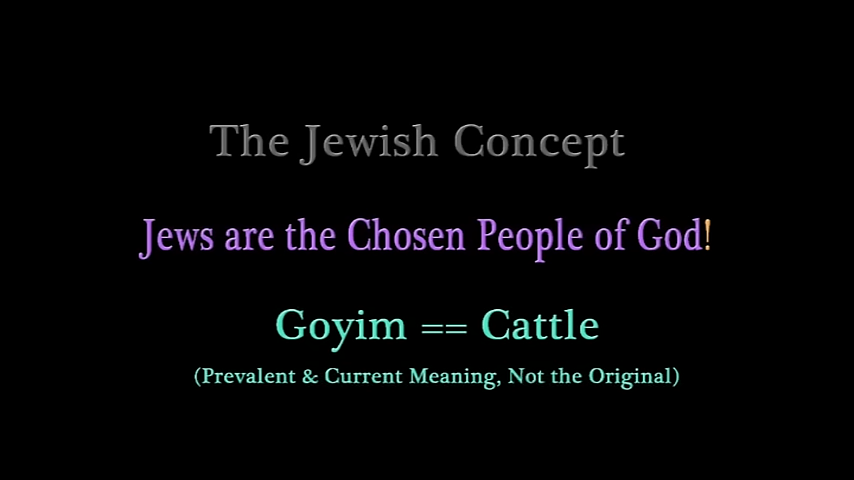 The Jewish Concept
Jews are the Chosen People of God!
Goyim == Cattle
(Prevalent & Current Meaning, Not the Original)